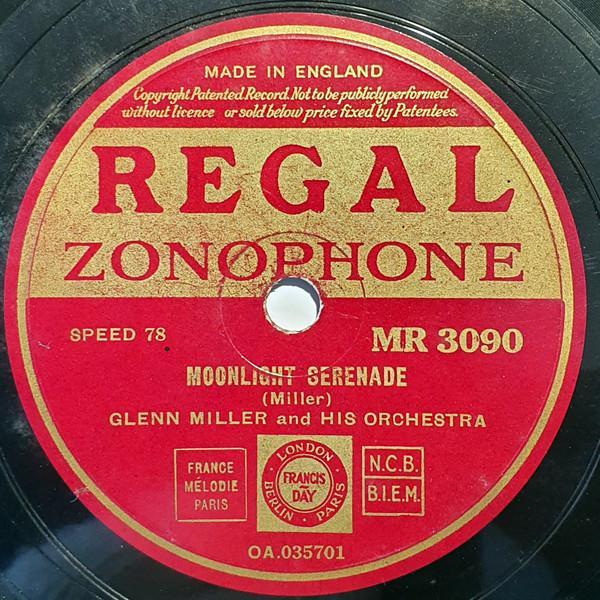 MADE IN ENGLAND
Copyright Patented Record. Not to be publicly performed
without licence or sold below price fixed by Patentees.
REGAL
ZONOPHONE
SPEED 78
MR 3090
MOONLIGHT SERENADE
(Miller)
GLENN MILLER and HIS ORCHESTRA
FRANCE
MÉLODIE
PARIS
LONDON · PARIS · BERLIN ·
FRANCIS
~
DAY
N.C.B.
B.I.E.M.
OA.035701